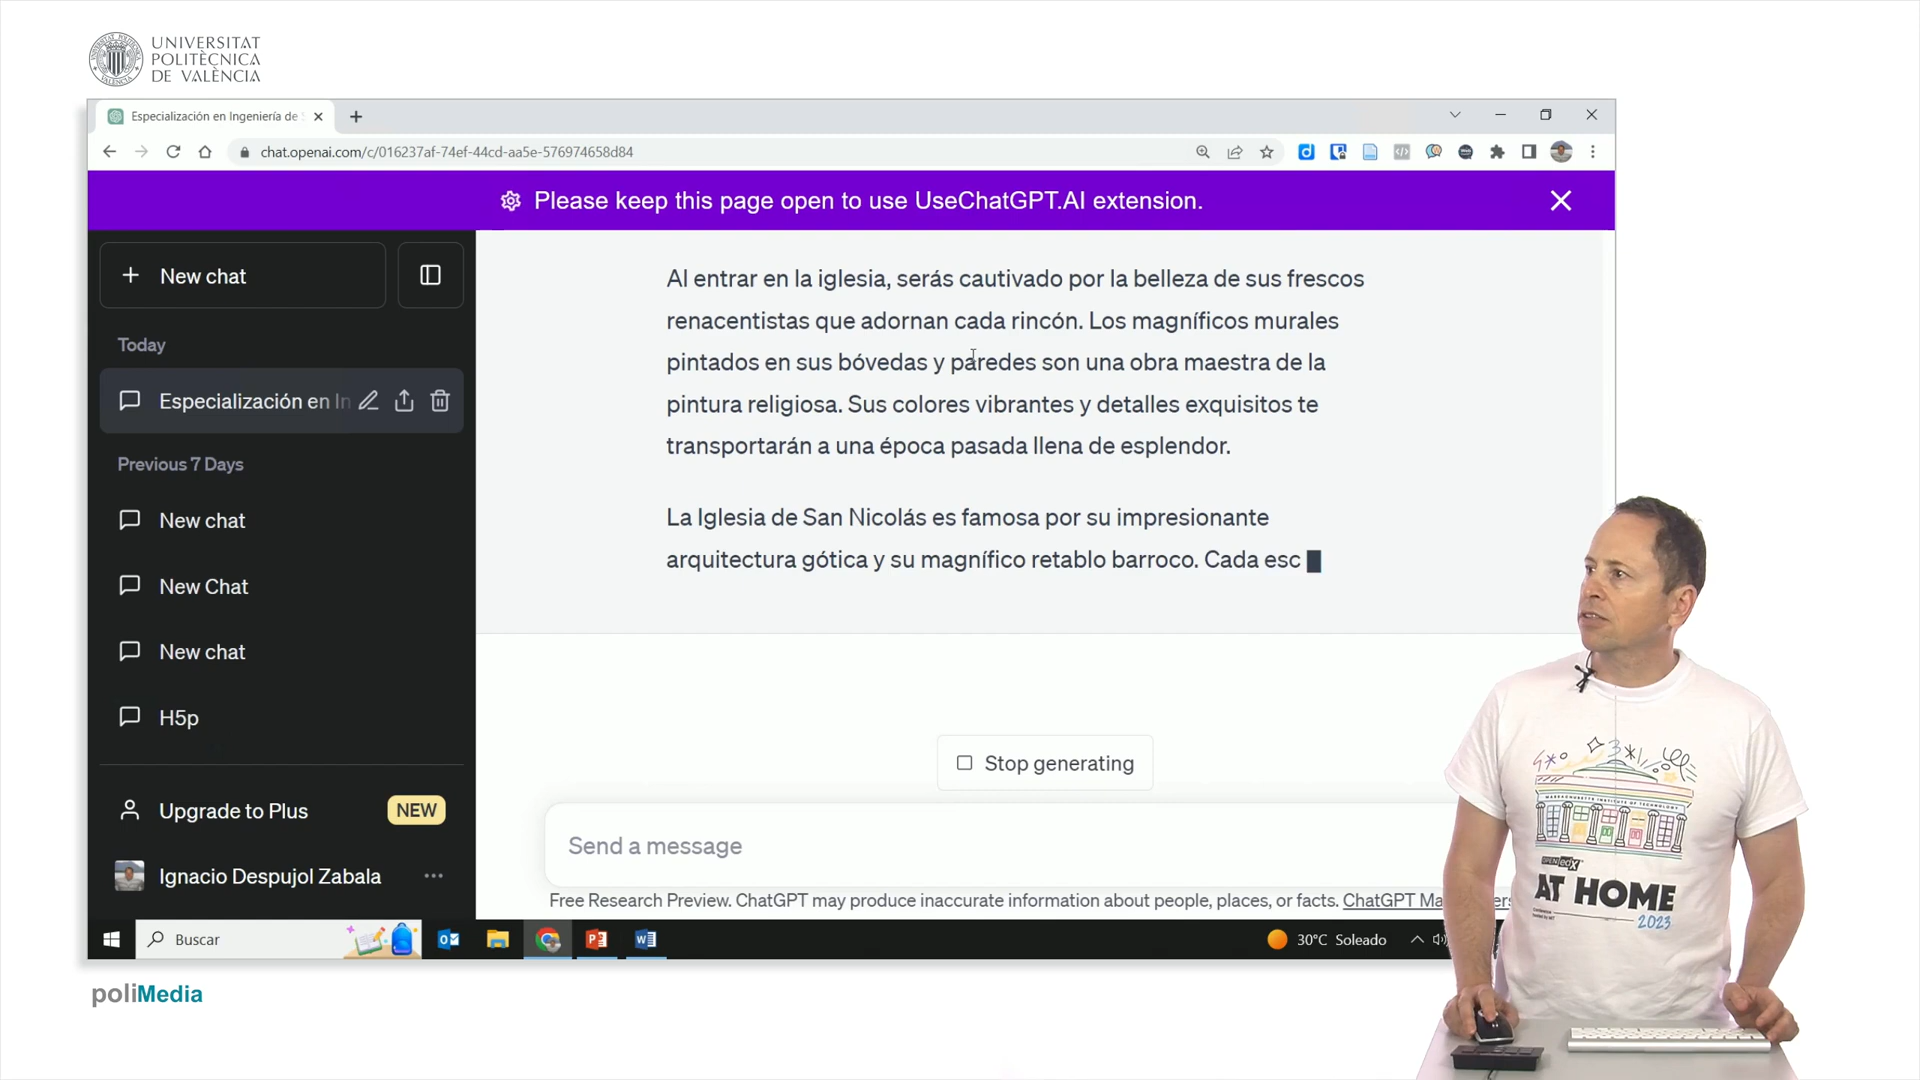 UNIVERSITAT
POLITÈCNICA
DE VALÈNCIA
Especialización en Ingeniería de
chat.openai.com/c/016237af-74ef-44cd-aa5e-576974658d84
Please keep this page open to use UseChatGPT.AI extension.
New chat
Today
Especialización en In
Previous 7 Days
New chat
New Chat
New chat
H5p
Upgrade to Plus
NEW
Ignacio Despujol Zabala
Al entrar en la iglesia, serás cautivado por la belleza de sus frescos
renacentistas que adornan cada rincón. Los magníficos murales
pintados en sus bóvedas y paredes son una obra maestra de la
pintura religiosa. Sus colores vibrantes y detalles exquisitos te
transportarán a una época pasada llena de esplendor.
La Iglesia de San Nicolás es famosa por su impresionante
arquitectura gótica y su magnífico retablo barroco. Cada esc
Stop generating
Send a message
Free Research Preview. ChatGPT may produce inaccurate information about people, places, or facts. ChatGPT Ma
Buscar
30°C Soleado
MASSACHUSETTS INSTITUTE OF TECHNOLOGY
OPEN edX
AT HOME
2023
poliMedia